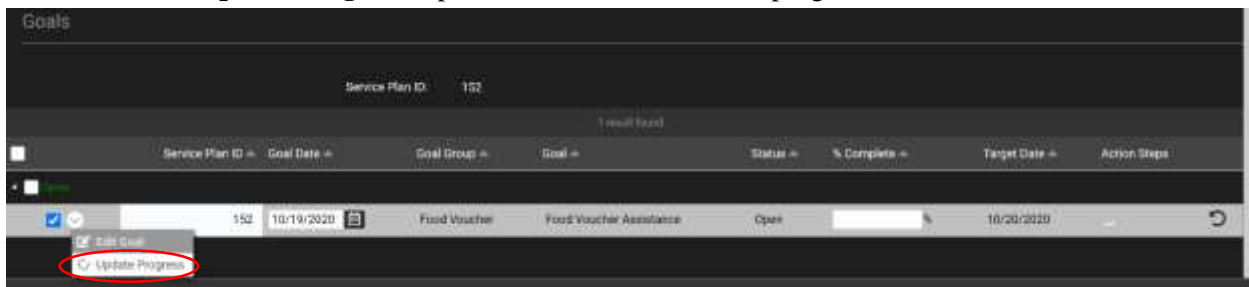 Goals
Service Plan ID: 152
1 result found
Service Plan ID Goal Date Goal Group Goal Status % Complete Target Date Action Steps
Open
152 10/19/2020 Food Voucher Food Voucher Assistance Open % 10/20/2020
Edit Goal
Update Progress